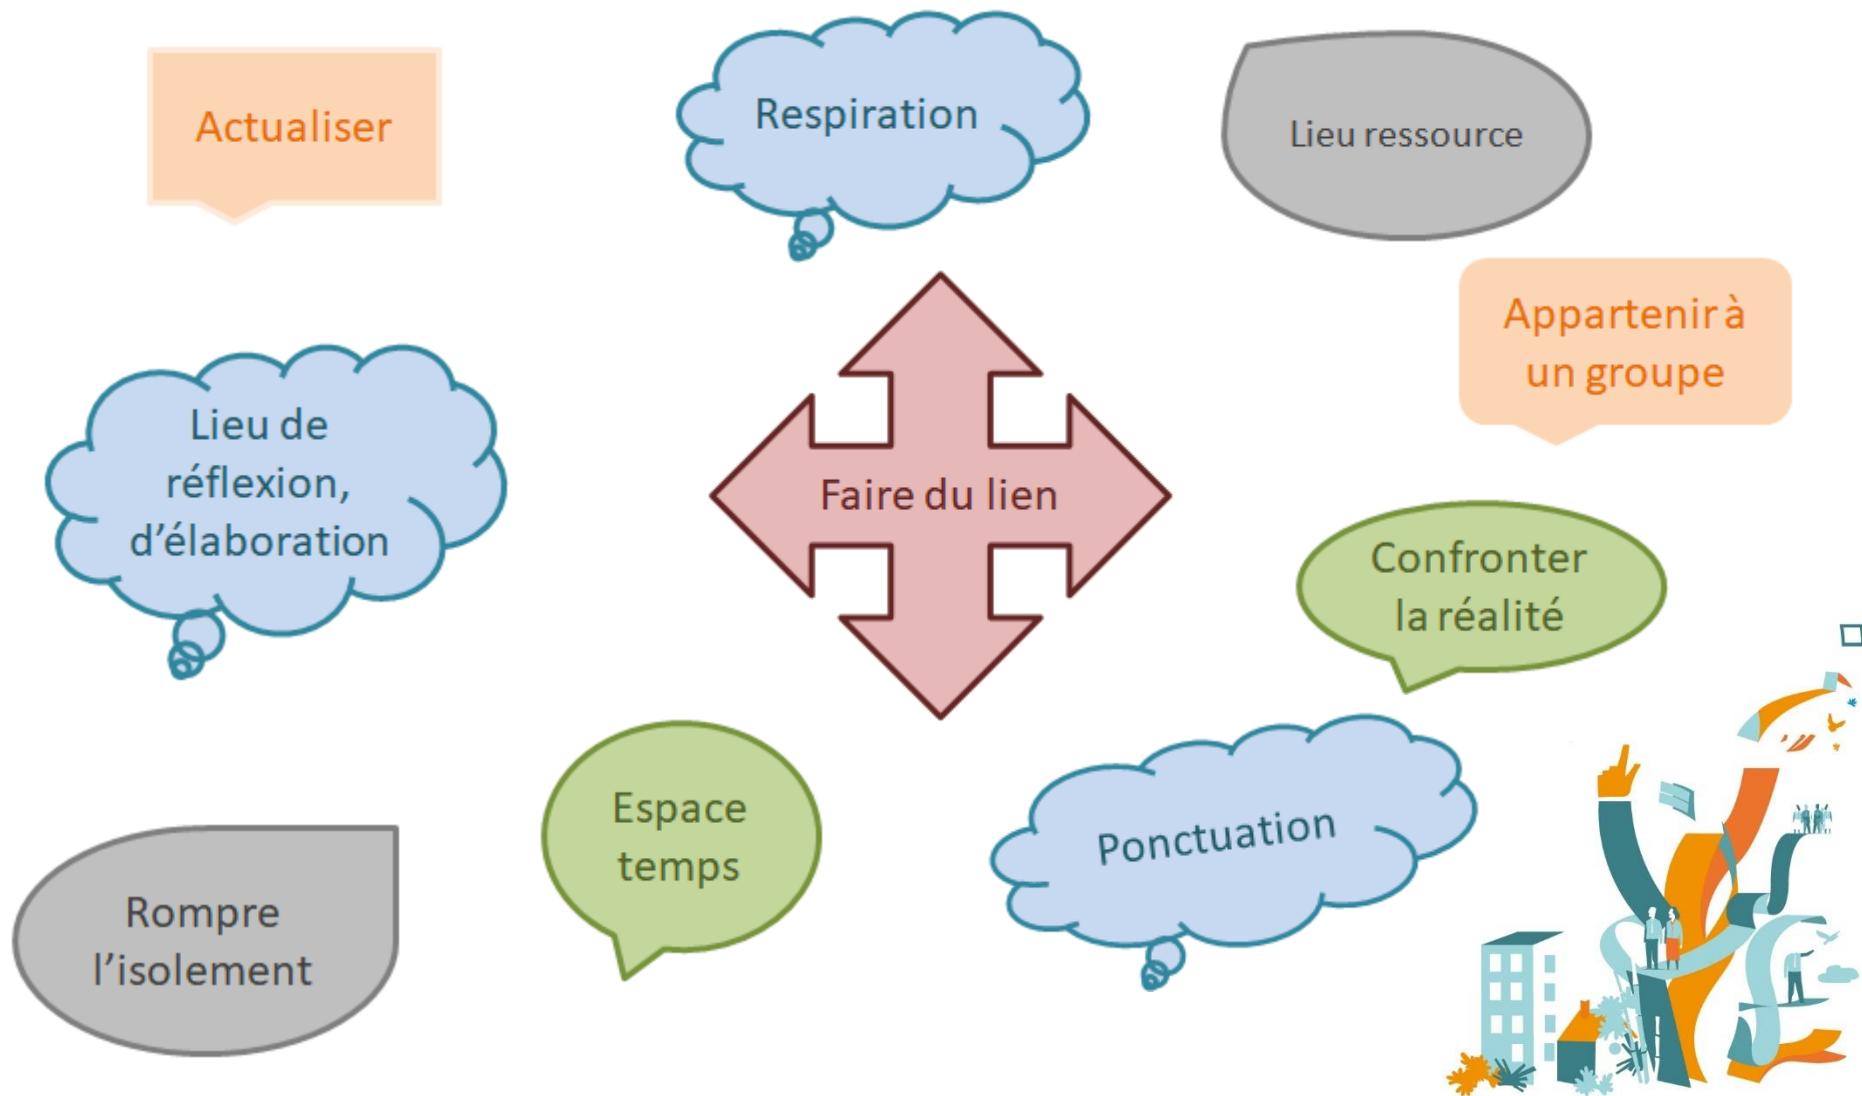 Actualiser
Respiration
Lieu ressource
Appartenir à
un groupe
Lieu de
réflexion,
d’élaboration
Faire du lien
Confronter
la réalité
Espace
temps
Ponctuation
Rompre
l’isolement